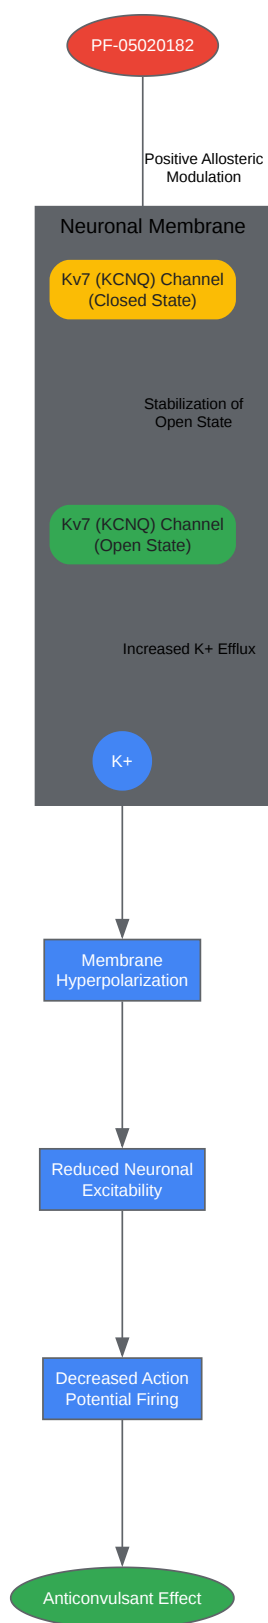 PF-05020182
Positive Allosteric
Modulation
Neuronal Membrane
Kv7 (KCNQ) Channel
(Closed State)
Stabilization of
Open State
Kv7 (KCNQ) Channel
(Open State)
Increased K+ Efflux
K+
Membrane
Hyperpolarization
Reduced Neuronal
Excitability
Decreased Action
Potential Firing
Anticonvulsant Effect